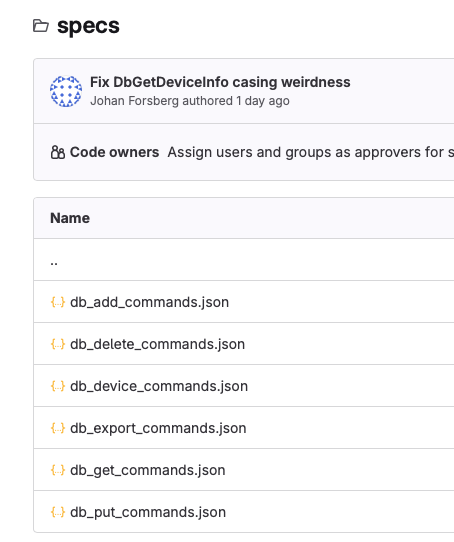 specs
Fix DbGetDeviceInfo casing weirdness
Johan Forsberg authored 1 day ago
Code owners Assign users and groups as approvers for s
Name
..
{..} db_add_commands.json
{..} db_delete_commands.json
{..} db_device_commands.json
{..} db_export_commands.json
{..} db_get_commands.json
{..} db_put_commands.json